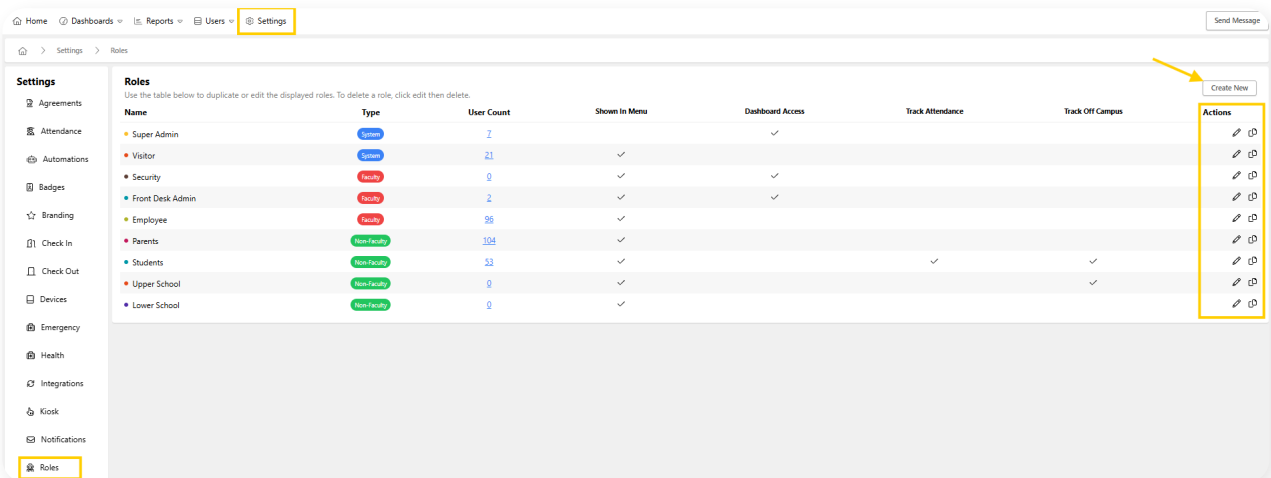 Home Dashboards Reports Users Settings Send Message
Settings Roles
Settings
Agreements
Attendance
Automations
Badges
Branding
Check In
Check Out
Devices
Emergency
Health
Integrations
Kiosk
Notifications
Roles
Roles
Use the table below to duplicate or edit the displayed roles. To delete a role, click edit then delete.
Create New
Name Type User Count Shown In Menu Dashboard Access Track Attendance Track Off Campus Actions
Super Admin System 7
Visitor System 21
Security Faculty 0
Front Desk Admin Faculty 2
Employee Faculty 96
Parents Non-Faculty 104
Students Non-Faculty 53
Upper School Non-Faculty 0
Lower School Non-Faculty 0